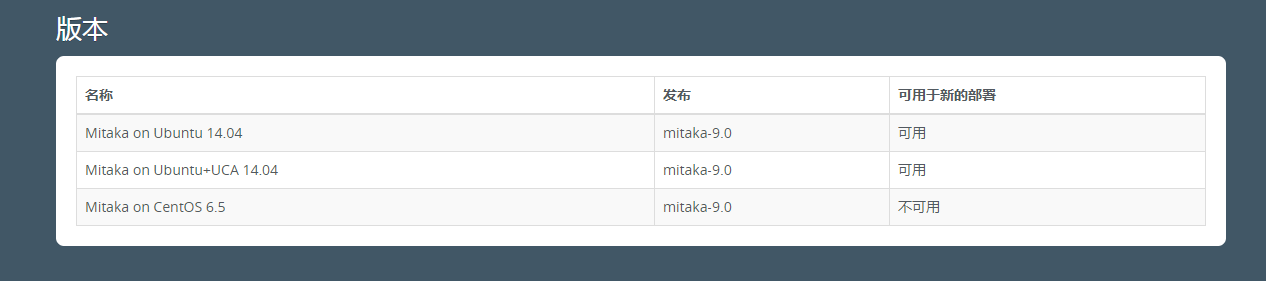 版本
名称 发布 可用于新的部署
Mitaka on Ubuntu 14.04 mitaka-9.0 可用
Mitaka on Ubuntu+UCA 14.04 mitaka-9.0 可用
Mitaka on CentOS 6.5 mitaka-9.0 不可用